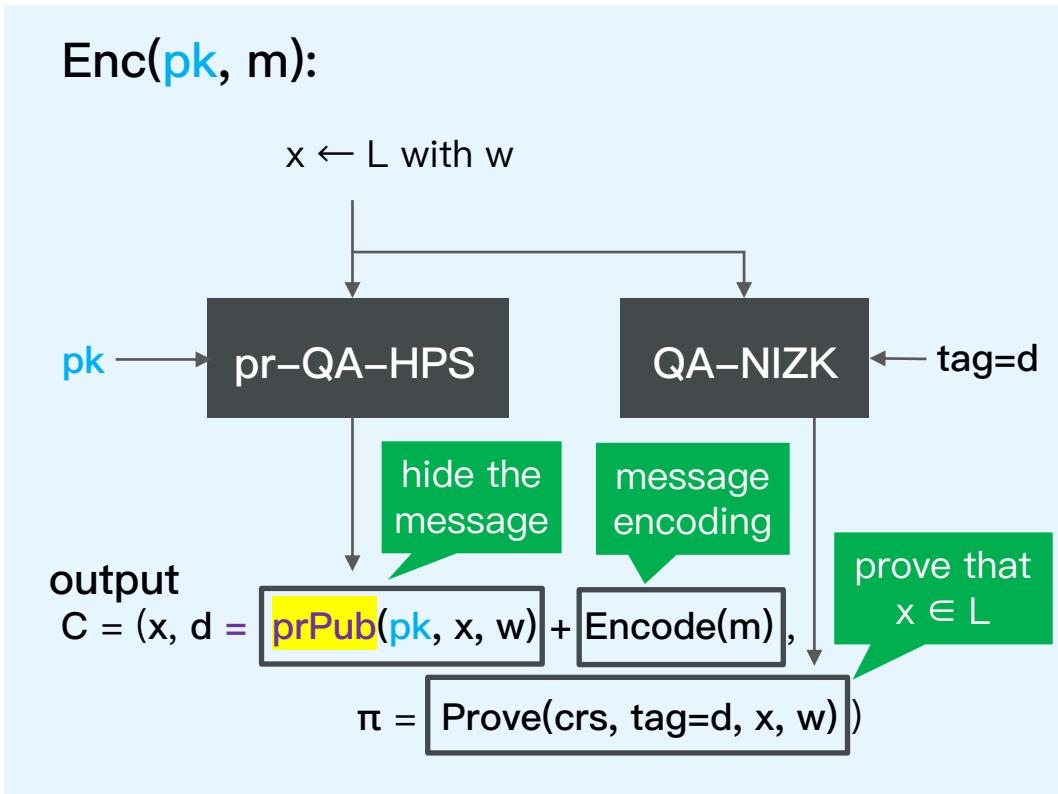 Enc(pk, m):
x ← L with w
pk
pr-QA-HPS
QA-NIZK
tag=d
hide the
message
message
encoding
prove that
x ∈ L
output
C = (x, d = prPub(pk, x, w) + Encode(m) ,
π = Prove(crs, tag=d, x, w) )